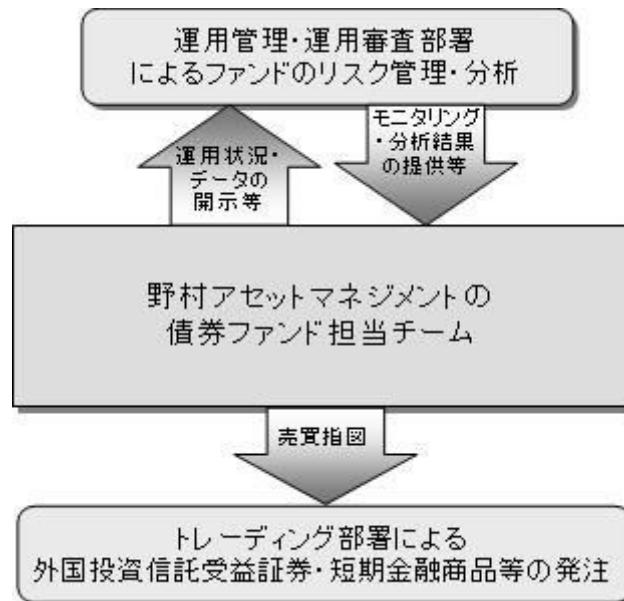 運用管理・運用審査部署
によるファンドのリスク管理・分析
運用状況・
データの
開示等
モニタリング
・分析結果
の提供等
野村アセットマネジメントの
債券ファンド担当チーム
売買指図
トレーディング部署による
外国投資信託受益証券・短期金融商品等の発注